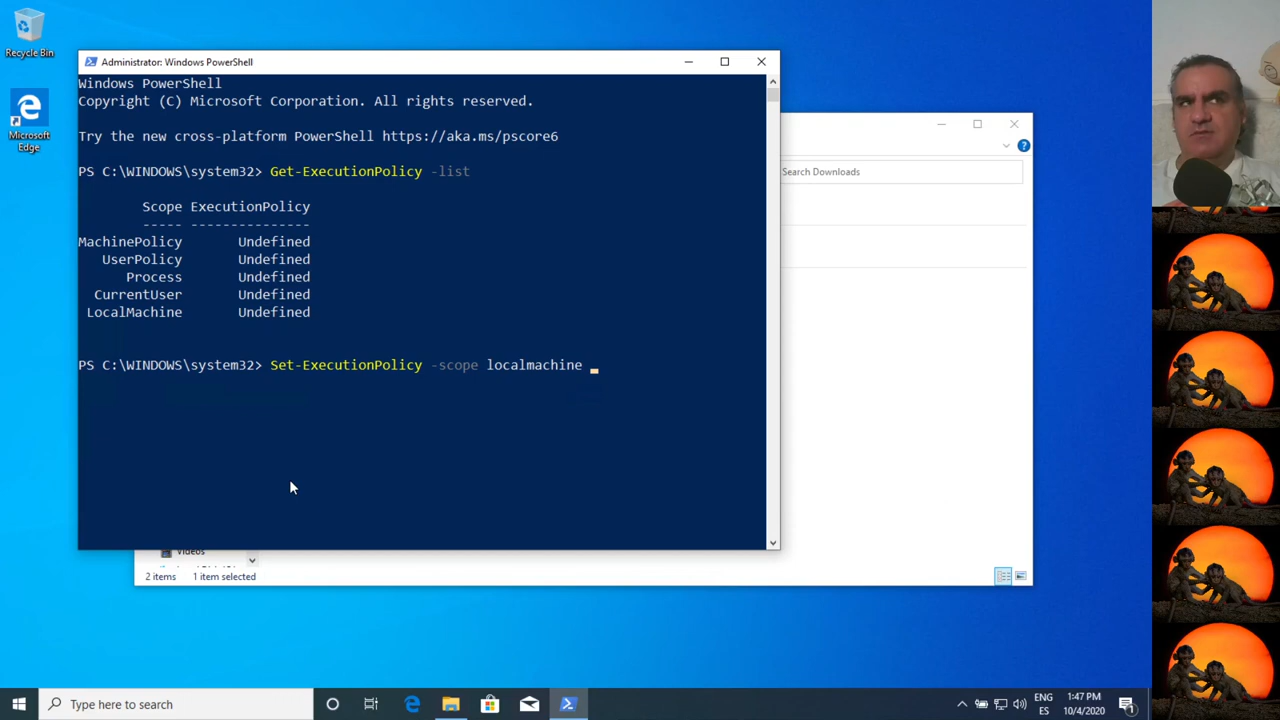 Recycle Bin
Microsoft
Edge
Administrator: Windows PowerShell
Windows PowerShell
Copyright (C) Microsoft Corporation. All rights reserved.
Try the new cross-platform PowerShell https://aka.ms/pscore6
PS C:\WINDOWS\system32> Get-ExecutionPolicy -list
Scope ExecutionPolicy
----- ---------------
MachinePolicy Undefined
UserPolicy Undefined
Process Undefined
CurrentUser Undefined
LocalMachine Undefined
PS C:\WINDOWS\system32> Set-ExecutionPolicy -scope localmachine
Search Downloads
Videos
2 items 1 item selected
Type here to search
ENG
ES
1:47 PM
10/4/2020
1